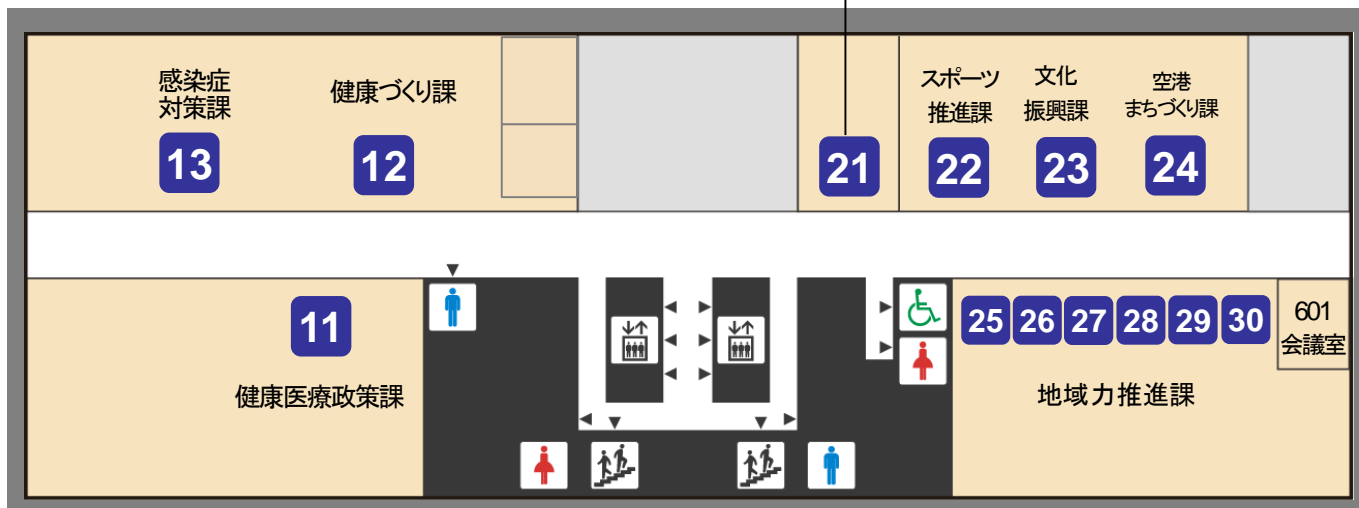 感染症
対策課
13
健康づくり課
12
21
スポーツ
推進課
22
文化
振興課
23
空港
まちづくり課
24
11
健康医療政策課
25 26 27 28 29 30
地域力推進課
601
会議室